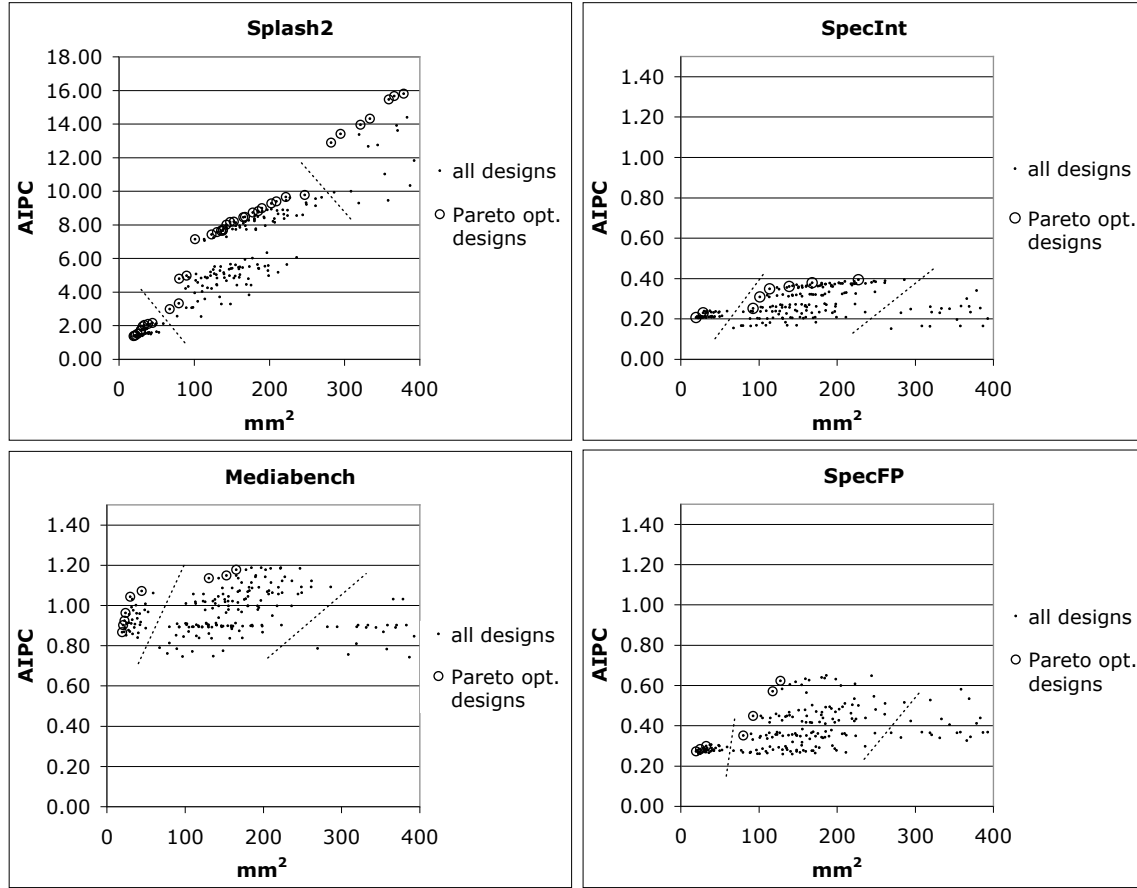 Splash2
18.00
16.00
14.00
12.00
10.00
8.00
6.00
4.00
2.00
0.00
AIPC
0 100 200 300 400
mm²
all designs
Pareto opt.
designs
SpecInt
1.40
1.20
1.00
0.80
0.60
0.40
0.20
0.00
AIPC
0 100 200 300 400
mm²
all designs
Pareto opt.
designs
Mediabench
1.40
1.20
1.00
0.80
0.60
0.40
0.20
0.00
AIPC
0 100 200 300 400
mm²
all designs
Pareto opt.
designs
SpecFP
1.40
1.20
1.00
0.80
0.60
0.40
0.20
0.00
AIPC
0 100 200 300 400
mm²
all designs
Pareto opt.
designs